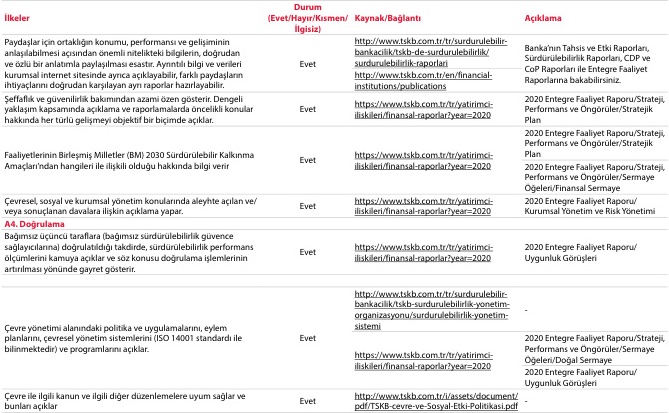 İlkeler
Durum
(Evet/Hayır/Kısmen/
İlgisiz)
Kaynak/Bağlantı
Açıklama
Paydaşlar için ortaklığın konumu, performansı ve gelişiminin
anlaşılabilmesi açısından önemli nitelikteki bilgilerin, doğrudan
ve özlü bir anlatımla paylaşılması esastır. Ayrıntılı bilgi ve verileri
kurumsal internet sitesinde ayrıca açıklayabilir, farklı paydaşların
ihtiyaçlarını doğrudan karşılayan ayrı raporlar hazırlayabilir.
Evet
http://www.tskb.com.tr/tr/surdurulebilir-
bankacilik/tskb-de-surdurulebilirlik/
surdurulebilirlik-raporlari
http://www.tskb.com.tr/en/financial-
institutions/publications
Banka'nın Tahsis ve Etki Raporları,
Sürdürülebilirlik Raporları, CDP ve
CoP Raporları ile Entegre Faaliyet
Raporlarına bakabilirsiniz.
Şeffaflık ve güvenilirlik bakımından azami özen gösterir. Dengeli
yaklaşım kapsamında açıklama ve raporlamalarda öncelikli konular
hakkında her türlü gelişmeyi objektif bir biçimde açıklar.
Evet
https://www.tskb.com.tr/tr/yatirimci-
iliskileri/finansal-raporlar?year=2020
2020 Entegre Faaliyet Raporu/Strateji,
Performans ve Öngörüler/Stratejik
Plan
Faaliyetlerinin Birleşmiş Milletler (BM) 2030 Sürdürülebilir Kalkınma
Amaçları'ndan hangileri ile ilişkili olduğu hakkında bilgi verir
Evet
https://www.tskb.com.tr/tr/yatirimci-
iliskileri/finansal-raporlar?year=2020
2020 Entegre Faaliyet Raporu/Strateji,
Performans ve Öngörüler/Stratejik
Plan
2020 Entegre Faaliyet Raporu/Strateji,
Performans ve Öngörüler/Sermaye
Öğeleri/Finansal Sermaye
Çevresel, sosyal ve kurumsal yönetim konularında aleyhte açılan ve/
veya sonuçlanan davalara ilişkin açıklama yapar.
Evet
https://www.tskb.com.tr/tr/yatirimci-
iliskileri/finansal-raporlar?year=2020
2020 Entegre Faaliyet Raporu/
Kurumsal Yönetim ve Risk Yönetimi
A4. Doğrulama
Bağımsız üçüncü taraflara (bağımsız sürdürülebilirlik güvence
sağlayıcılarına) doğrulatıldığı takdirde, sürdürülebilirlik performans
ölçümlerini kamuya açıklar ve söz konusu doğrulama işlemlerinin
artırılması yönünde gayret gösterir.
Evet
https://www.tskb.com.tr/tr/yatirimci-
iliskileri/finansal-raporlar?year=2020
2020 Entegre Faaliyet Raporu/
Uygunluk Görüşleri
Çevre yönetimi alanındaki politika ve uygulamalarını, eylem
planlarını, çevresel yönetim sistemlerini (ISO 14001 standardı ile
bilinmektedir) ve programlarını açıklar.
Evet
http://www.tskb.com.tr/tr/surdurulebilir-
bankacilik/tskb-surdurulebilirlik-yonetim-
organizasyonu/surdurulebilirlik-yonetim-
sistemi
-
https://www.tskb.com.tr/tr/yatirimci-
iliskileri/finansal-raporlar?year=2020
2020 Entegre Faaliyet Raporu/Strateji,
Performans ve Öngörüler/Sermaye
Öğeleri/Doğal Sermaye
2020 Entegre Faaliyet Raporu/
Uygunluk Görüşleri
Çevre ile ilgili kanun ve ilgili diğer düzenlemelere uyum sağlar ve
bunları açıklar
Evet
http://www.tskb.com.tr/i/assets/document/
pdf/TSKB-cevre-ve-Sosyal-Etki-Politikasi.pdf
-